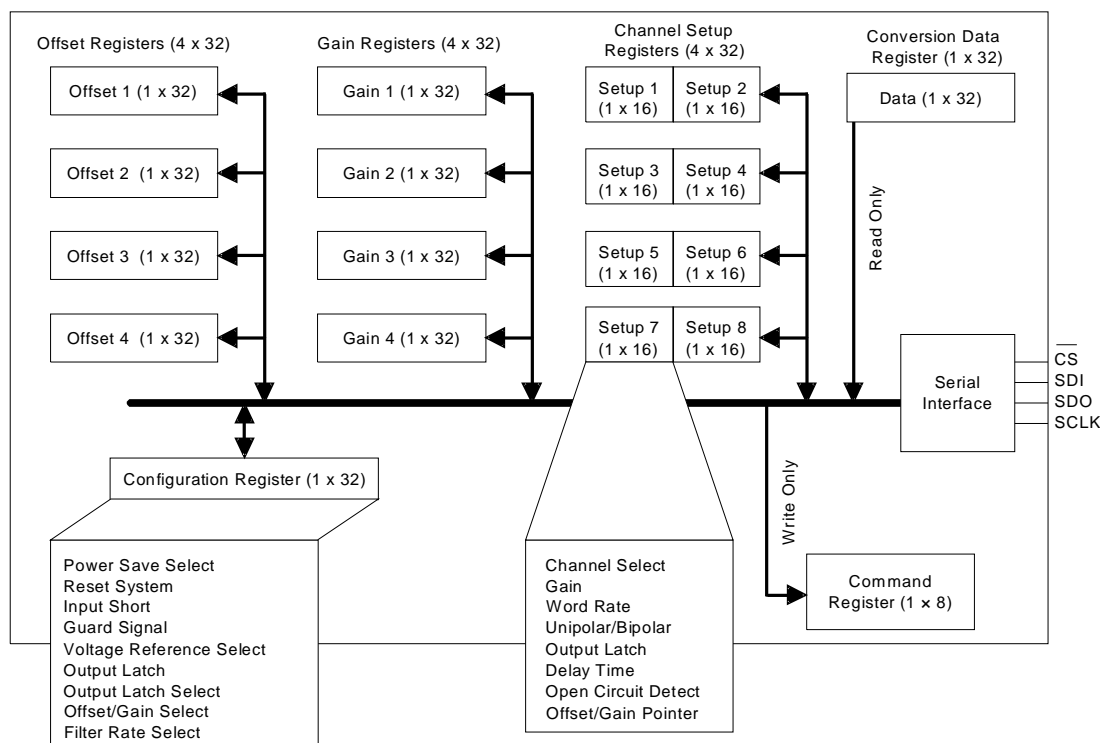 Offset Registers (4 x 32)
Offset 1 (1 x 32)
Offset 2 (1 x 32)
Offset 3 (1 x 32)
Offset 4 (1 x 32)
Gain Registers (4 x 32)
Gain 1 (1 x 32)
Gain 2 (1 x 32)
Gain 3 (1 x 32)
Gain 4 (1 x 32)
Channel Setup
Registers (4 x 32)
Setup 1
(1 x 16)
Setup 2
(1 x 16)
Setup 3
(1 x 16)
Setup 4
(1 x 16)
Setup 5
(1 x 16)
Setup 6
(1 x 16)
Setup 7
(1 x 16)
Setup 8
(1 x 16)
Conversion Data
Register (1 x 32)
Data (1 x 32)
Read Only
Serial
Interface
CS
SDI
SDO
SCLK
Configuration Register (1 x 32)
Power Save Select
Reset System
Input Short
Guard Signal
Voltage Reference Select
Output Latch
Output Latch Select
Offset/Gain Select
Filter Rate Select
Channel Select
Gain
Word Rate
Unipolar/Bipolar
Output Latch
Delay Time
Open Circuit Detect
Offset/Gain Pointer
Write Only
Command
Register (1 × 8)